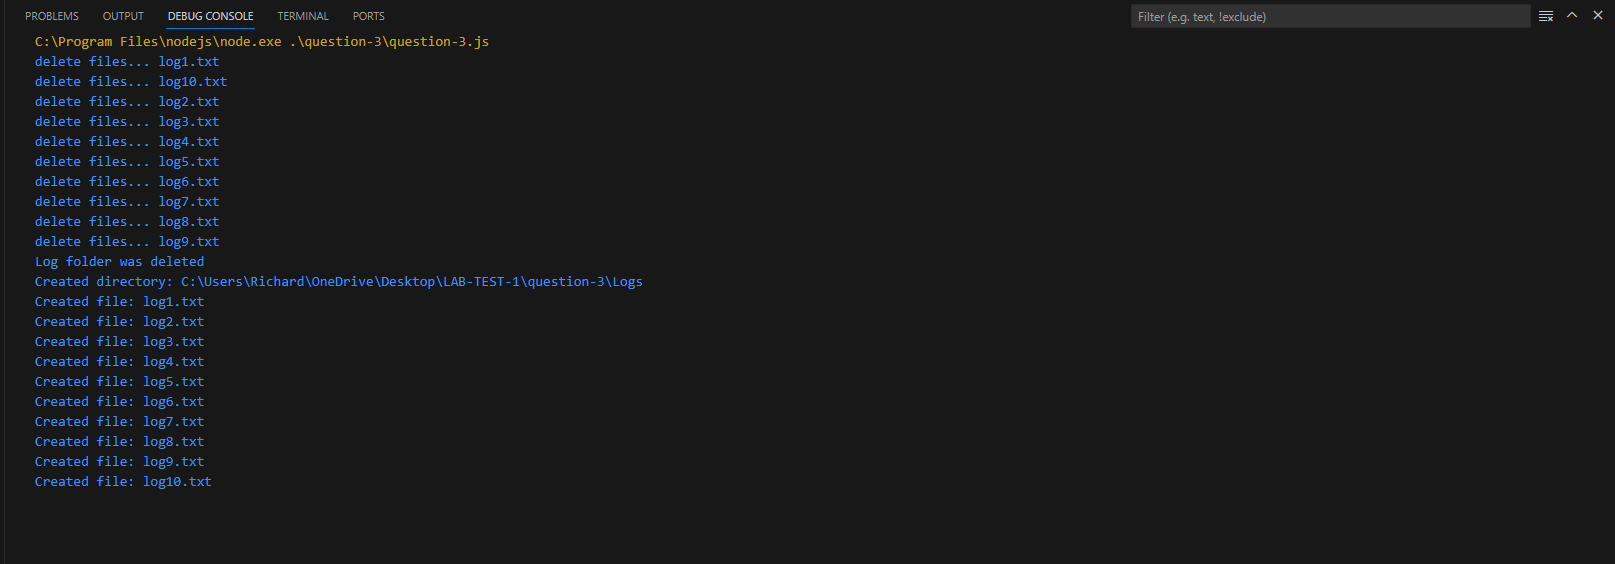 PROBLEMS OUTPUT DEBUG CONSOLE TERMINAL PORTS Filter (e.g. text, !exclude)
C:\Program Files\nodejs\node.exe .\question-3\question-3.js
delete files... log1.txt
delete files... log10.txt
delete files... log2.txt
delete files... log3.txt
delete files... log4.txt
delete files... log5.txt
delete files... log6.txt
delete files... log7.txt
delete files... log8.txt
delete files... log9.txt
Log folder was deleted
Created directory: C:\Users\Richard\OneDrive\Desktop\LAB-TEST-1\question-3\Logs
Created file: log1.txt
Created file: log2.txt
Created file: log3.txt
Created file: log4.txt
Created file: log5.txt
Created file: log6.txt
Created file: log7.txt
Created file: log8.txt
Created file: log9.txt
Created file: log10.txt